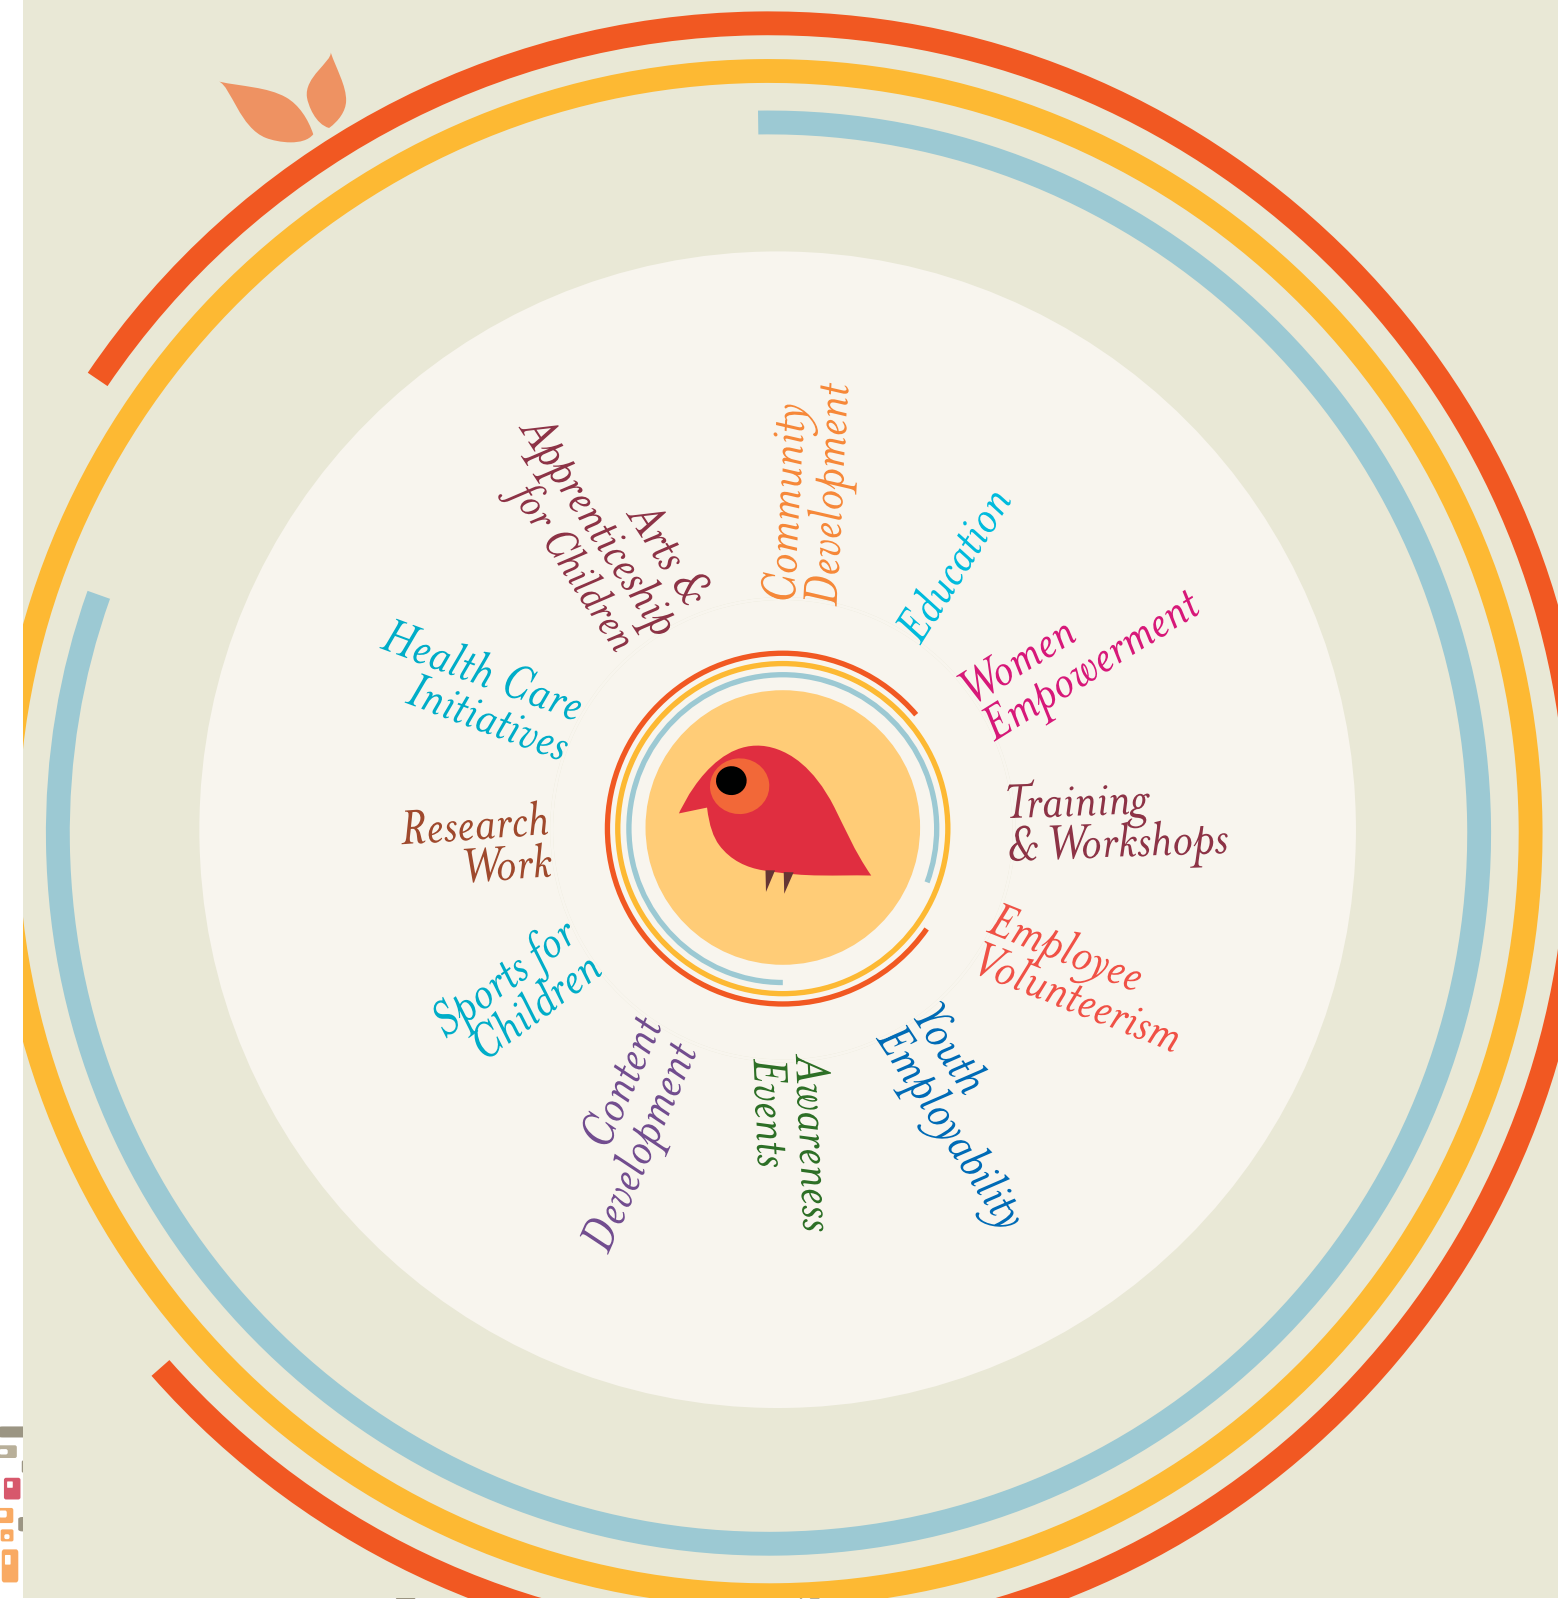 Community
Development
Education
Women
Empowerment
Training
& Workshops
Employee
Volunteerism
Youth
Employability
Awareness
Events
Content
Development
Sports for
Children
Research
Work
Health Care
Initiatives
Arts &
Apprenticeship
for Children